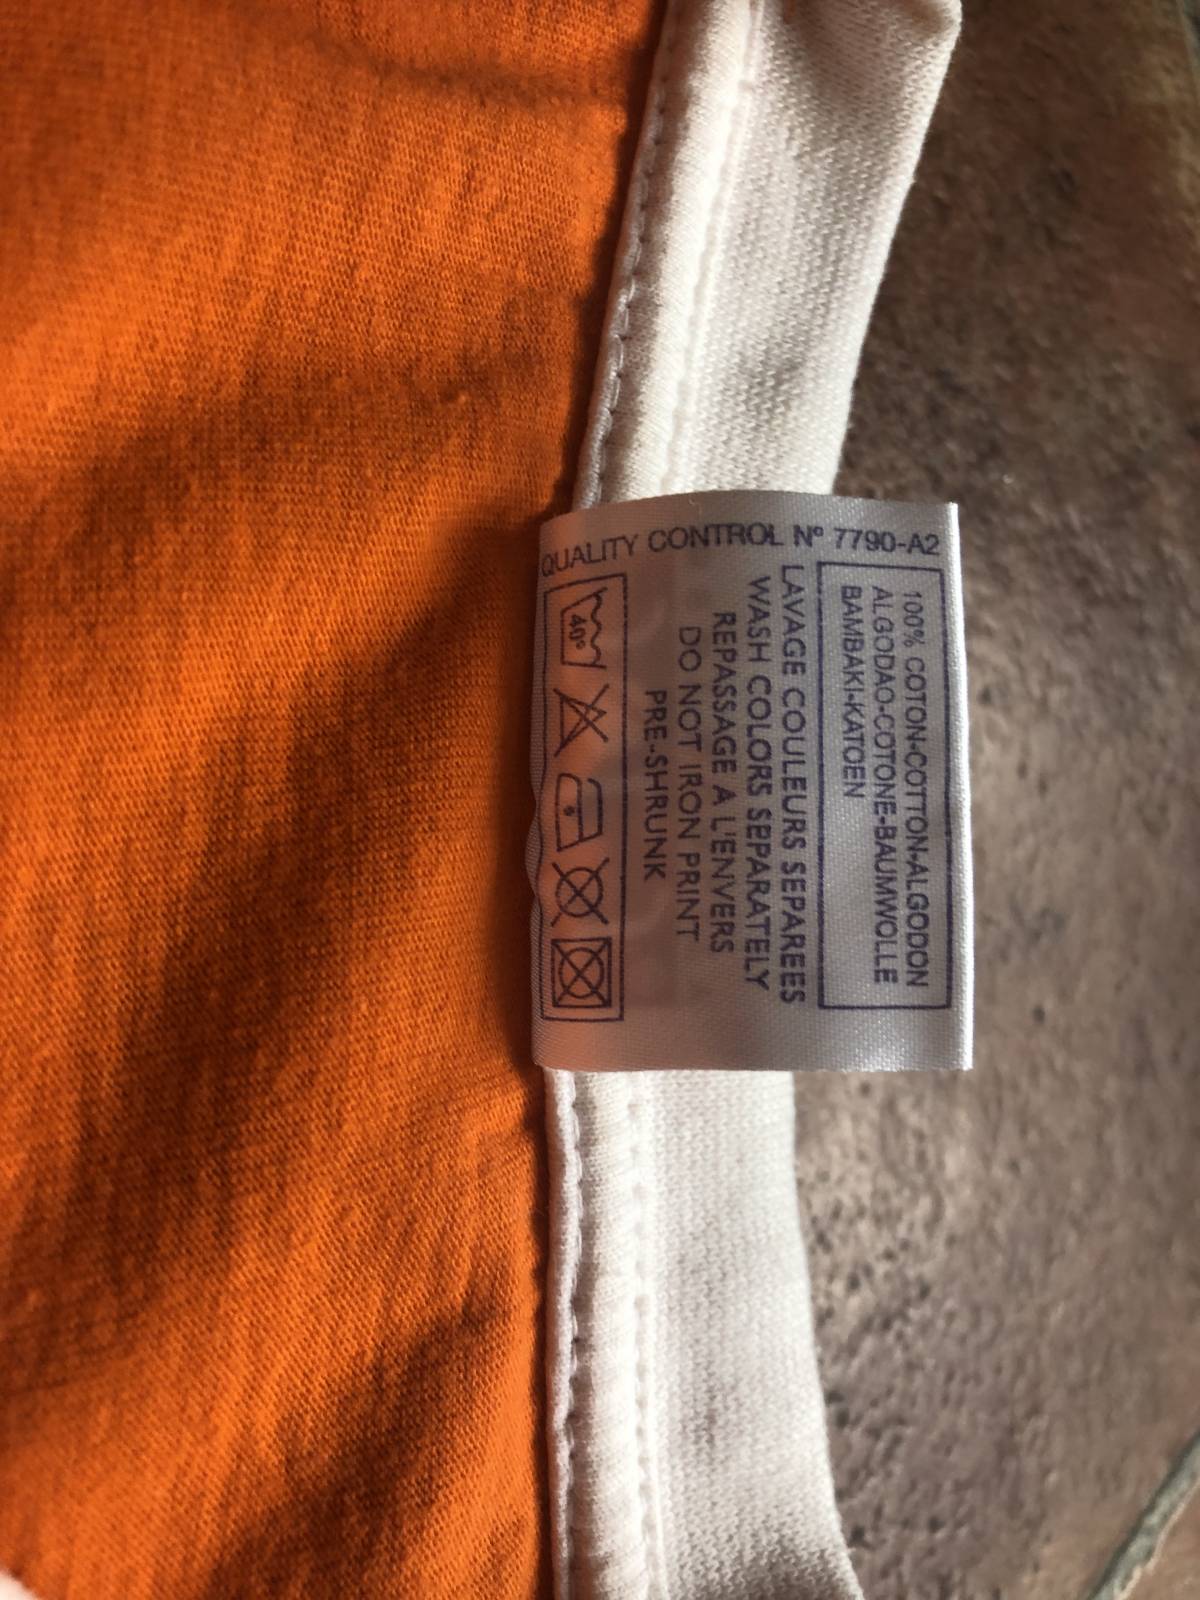 QUALITY CONTROL Nº 7790-A2
100% COTON-COTTON-ALGODON
ALGODAO-COTONE-BAUMWOLLE
BAMBAKI-KATOEN
LAVAGE COULEURS SEPAREES
WASH COLORS SEPARATELY
REPASSAGE A L'ENVERS
DO NOT IRON PRINT
PRE-SHRUNK
40°